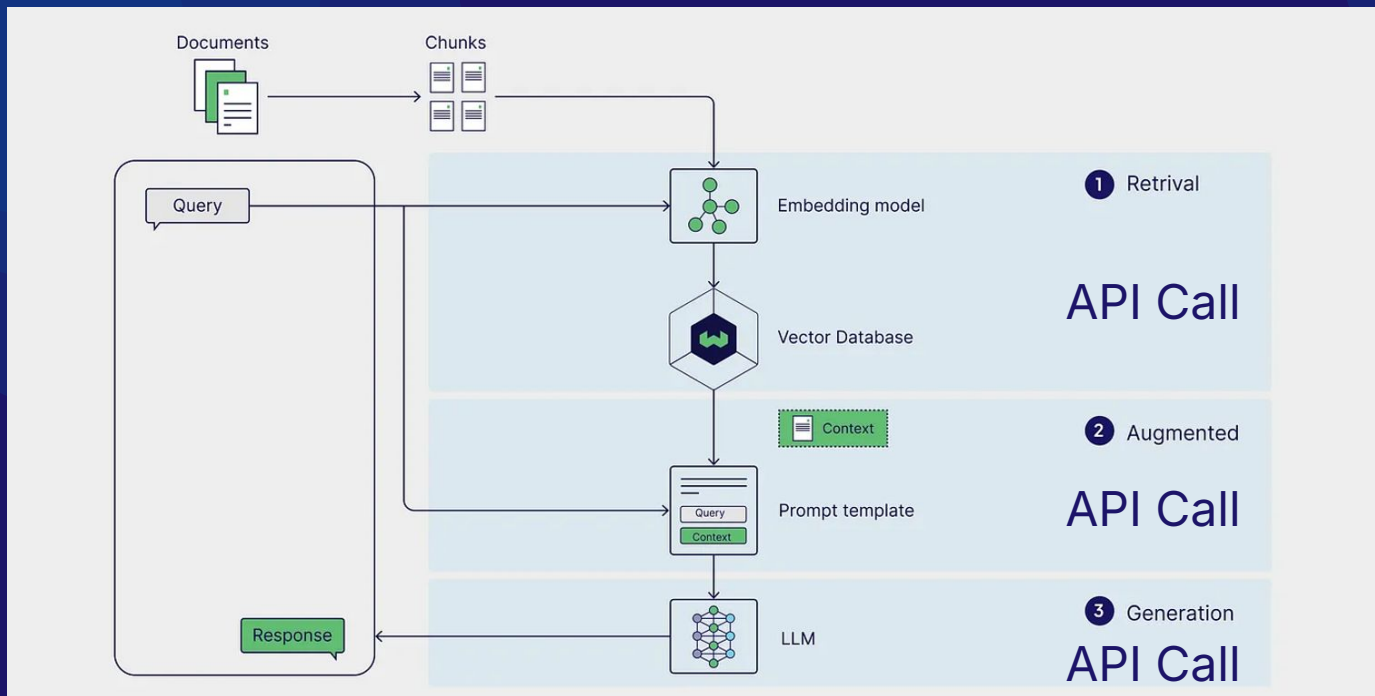 Documents
Chunks
Query
Embedding model
1 Retrival
API Call
Vector Database
Context
2 Augmented
Query
Context
Prompt template
API Call
3 Generation
Response
LLM
API Call